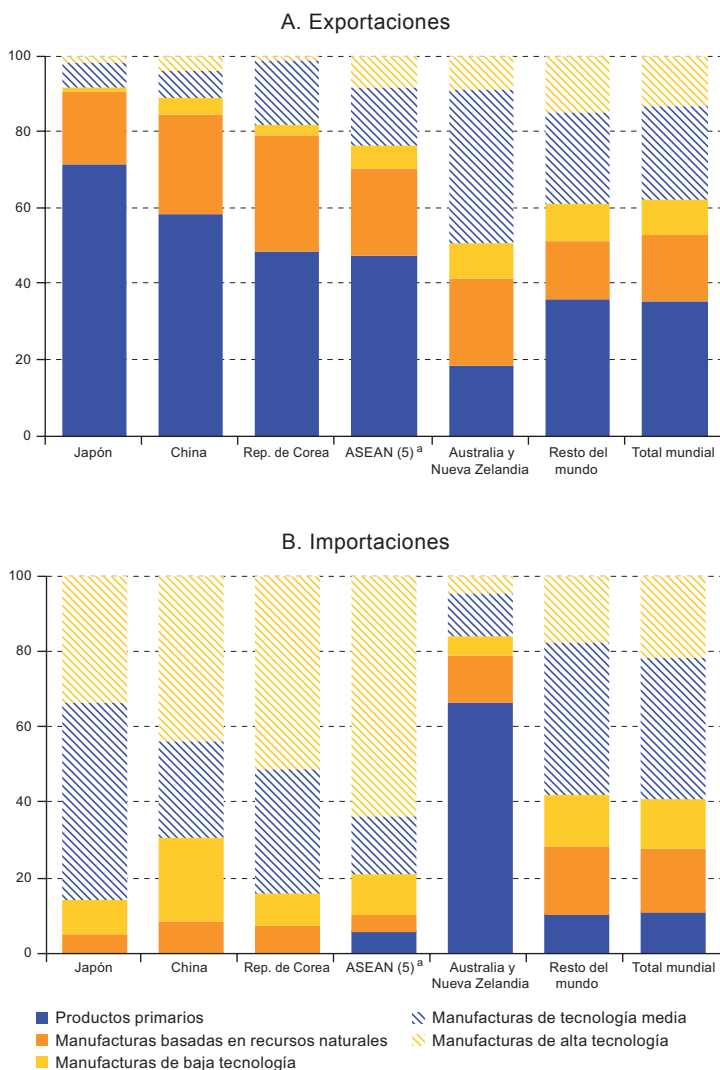 A. Exportaciones
100
80
60
40
20
0
Japón China Rep. de Corea ASEAN (5) a Australia y Nueva Zelandia Resto del mundo Total mundial
B. Importaciones
100
80
60
40
20
0
Japón China Rep. de Corea ASEAN (5) a Australia y Nueva Zelandia Resto del mundo Total mundial
Productos primarios
Manufacturas basadas en recursos naturales
Manufacturas de baja tecnología
Manufacturas de tecnología media
Manufacturas de alta tecnología